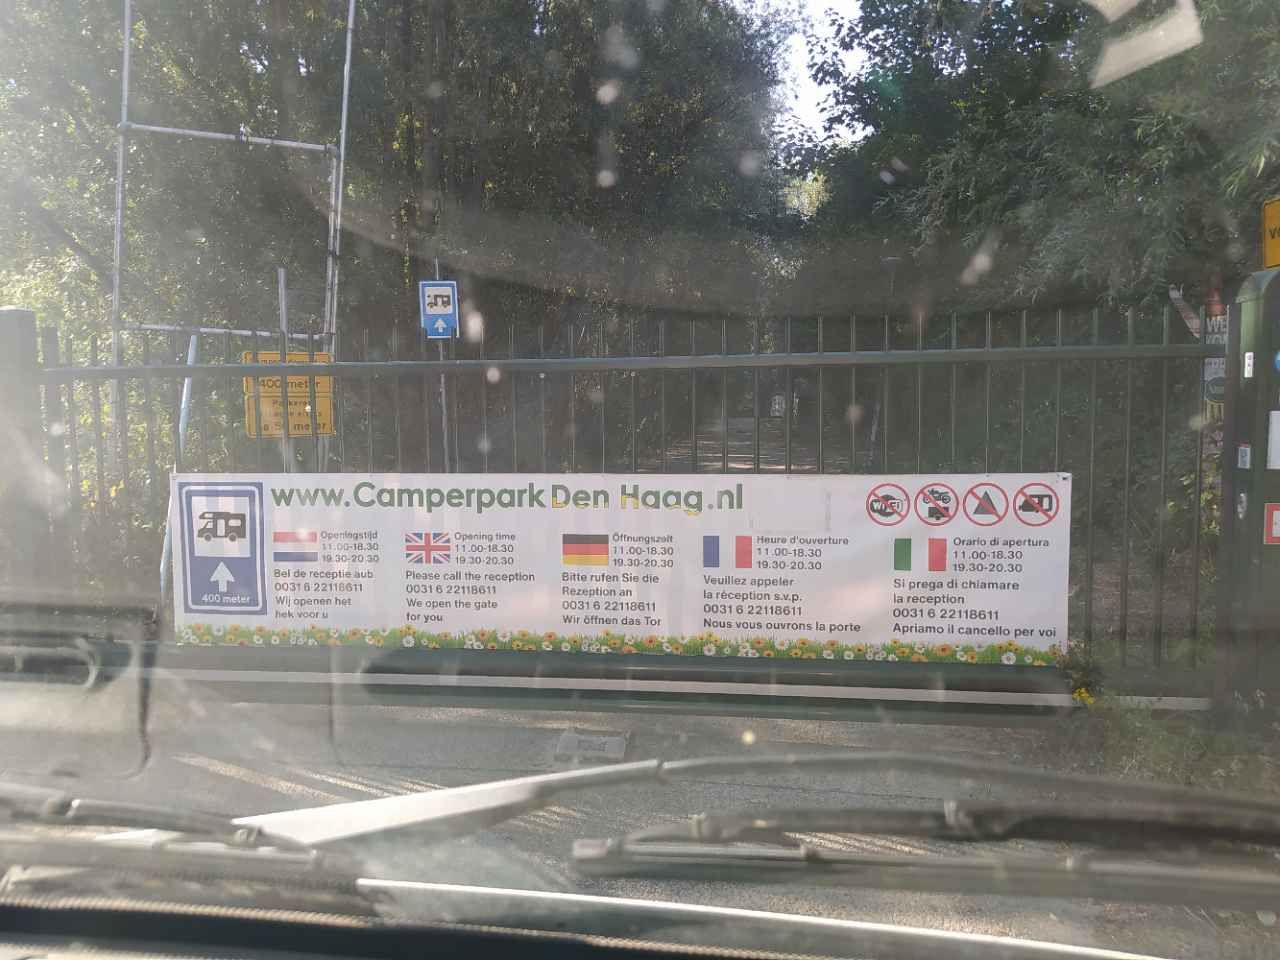 400 meter
www.Camperpark Den Haag.nl
WiFi
400 meter
Openingstijd
11.00-18.30
19.30-20.30
Bel de receptie aub
0031 6 22118611
Wij openen het
hek voor u
Opening time
11.00-18.30
19.30-20.30
Please call the reception
0031 6 22118611
We open the gate
for you
Öffnungszeit
11.00-18.30
19.30-20.30
Bitte rufen Sie die
Rezeption an
0031 6 22118611
Wir öffnen das Tor
Heure d'ouverture
11.00-18.30
19.30-20.30
Veuillez appeler
la réception s.v.p.
0031 6 22118611
Nous vous ouvrons la porte
Orario di apertura
11.00-18.30
19.30-20.30
Si prega di chiamare
la reception
0031 6 22118611
Apriamo il cancello per voi